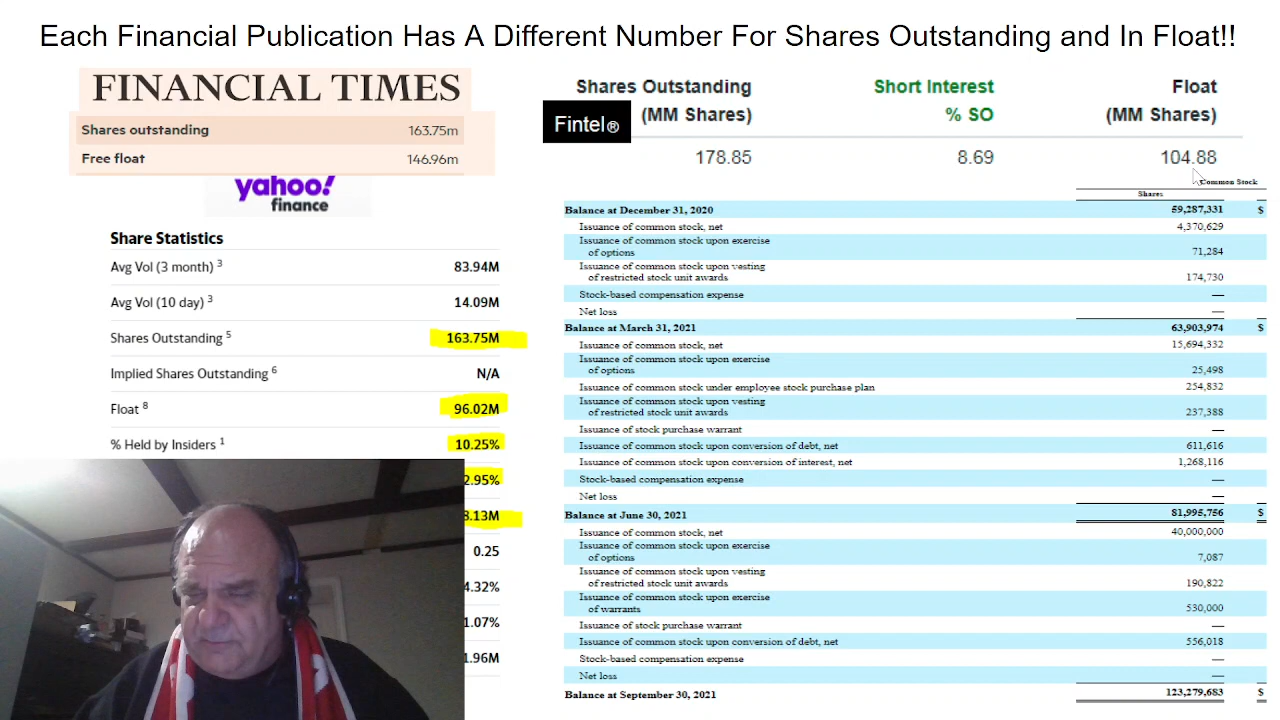 Each Financial Publication Has A Different Number For Shares Outstanding and In Float!!
FINANCIAL TIMES
Shares outstanding 163.75m
Free float 146.96m
yahoo!
finance
Share Statistics
Avg Vol (3 month) 3 83.94M
Avg Vol (10 day) 3 14.09M
Shares Outstanding 5 163.75M
Implied Shares Outstanding 6 N/A
Float 8 96.02M
% Held by Insiders 1 10.25%
2.95%
8.13M
0.25
4.32%
1.07%
1.96M
Shares Outstanding Short Interest Float
Fintel® (MM Shares) % SO (MM Shares)
178.85 8.69 104.88
Common Stock
Shares
Balance at December 31, 2020 59,287,331 $
Issuance of common stock, net 4,370,629
Issuance of common stock upon exercise
of options 71,284
Issuance of common stock upon vesting
of restricted stock unit awards 174,730
Stock-based compensation expense —
Net loss —
Balance at March 31, 2021 63,903,974 $
Issuance of common stock, net 15,694,332
Issuance of common stock upon exercise
of options 25,498
Issuance of common stock under employee stock purchase plan 254,832
Issuance of common stock upon vesting
of restricted stock unit awards 237,388
Issuance of stock purchase warrant —
Issuance of common stock upon conversion of debt, net 611,616
Issuance of common stock upon conversion of interest, net 1,268,116
Stock-based compensation expense —
Net loss —
Balance at June 30, 2021 81,995,756 $
Issuance of common stock, net 40,000,000
Issuance of common stock upon exercise
of options 7,087
Issuance of common stock upon vesting
of restricted stock unit awards 190,822
Issuance of common stock upon exercise
of warrants 530,000
Issuance of stock purchase warrant —
Issuance of common stock upon conversion of debt, net 556,018
Stock-based compensation expense —
Net loss —
Balance at September 30, 2021 123,279,683 $